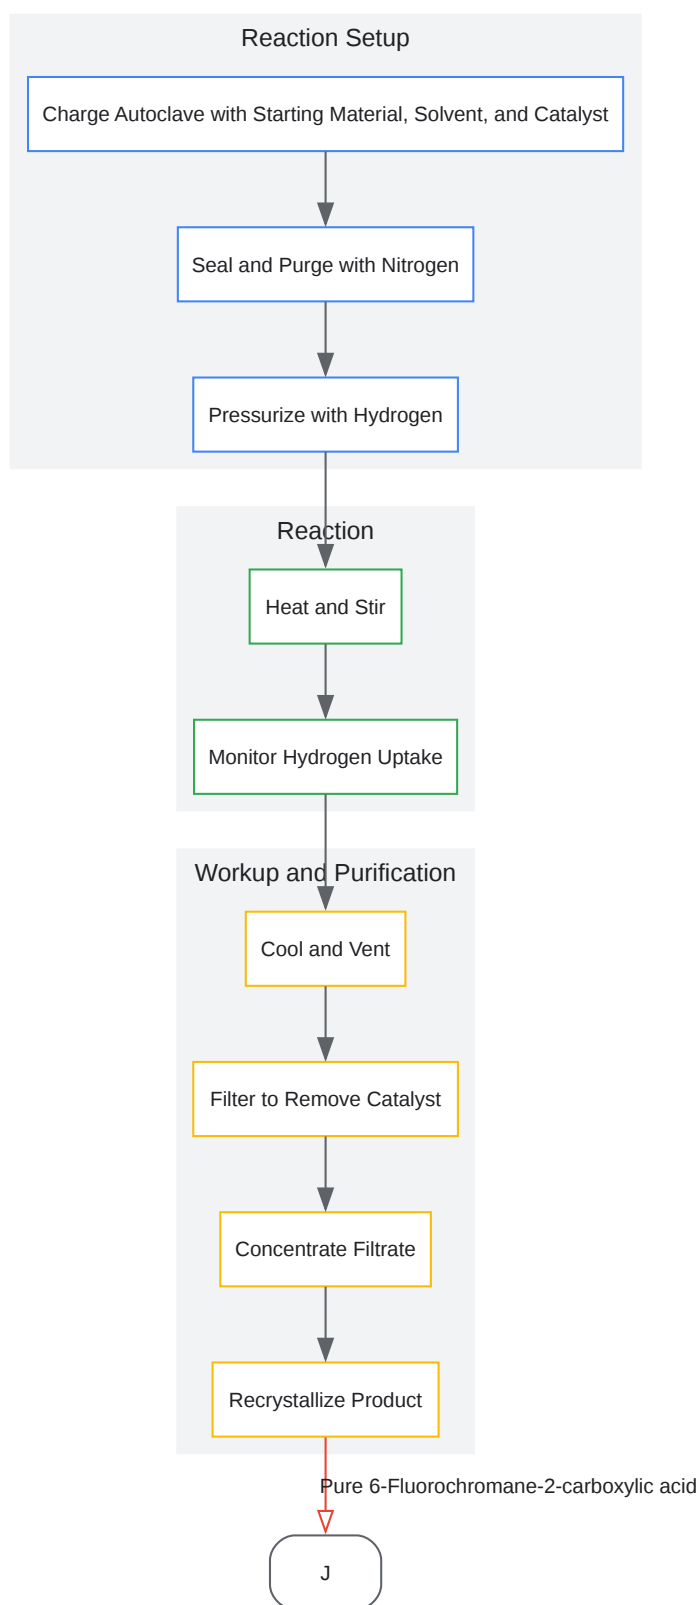 Reaction Setup
Charge Autoclave with Starting Material, Solvent, and Catalyst
Seal and Purge with Nitrogen
Pressurize with Hydrogen
Reaction
Heat and Stir
Monitor Hydrogen Uptake
Workup and Purification
Cool and Vent
Filter to Remove Catalyst
Concentrate Filtrate
Recrystallize Product
Pure 6-Fluorochromane-2-carboxylic acid
J